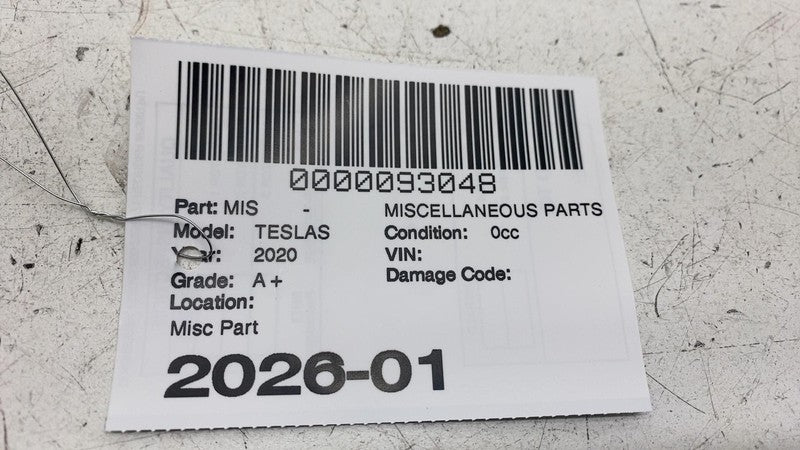 0000093048
Part: MIS - MISCELLANEOUS PARTS
Model: TESLAS Condition: 0cc
Year: 2020 VIN:
Grade: A+ Damage Code:
Location:
Misc Part
2026-01